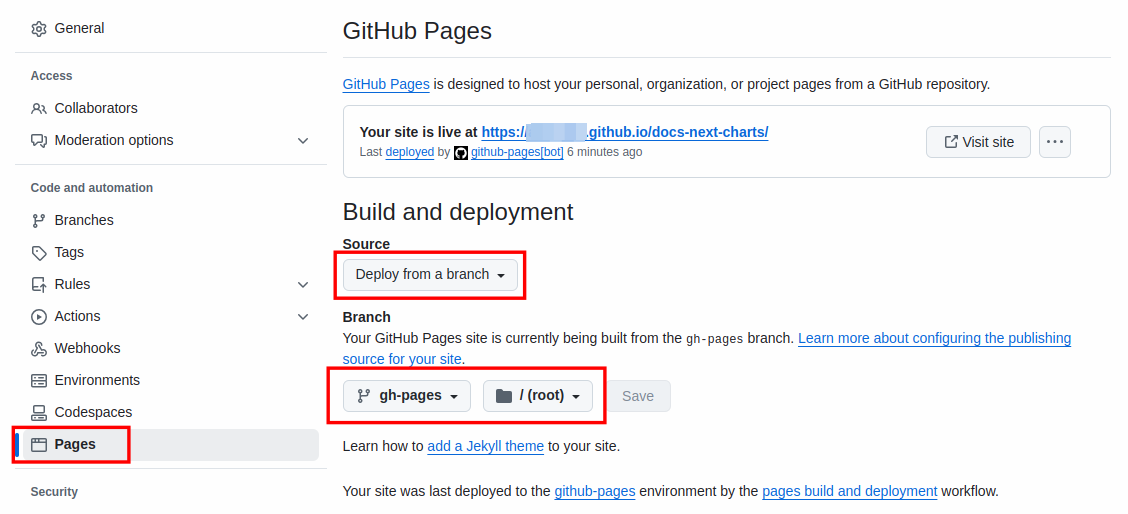 General
Access
Collaborators
Moderation options
Code and automation
Branches
Tags
Rules
Actions
Webhooks
Environments
Codespaces
Pages
Security
GitHub Pages
GitHub Pages is designed to host your personal, organization, or project pages from a GitHub repository.
Your site is live at https://.github.io/docs-next-charts/
Last deployed by github-pages[bot] 6 minutes ago
Visit site
Build and deployment
Source
Deploy from a branch
Branch
Your GitHub Pages site is currently being built from the gh-pages branch. Learn more about configuring the publishing
source for your site.
gh-pages
/ (root)
Save
Learn how to add a Jekyll theme to your site.
Your site was last deployed to the github-pages environment by the pages build and deployment workflow.